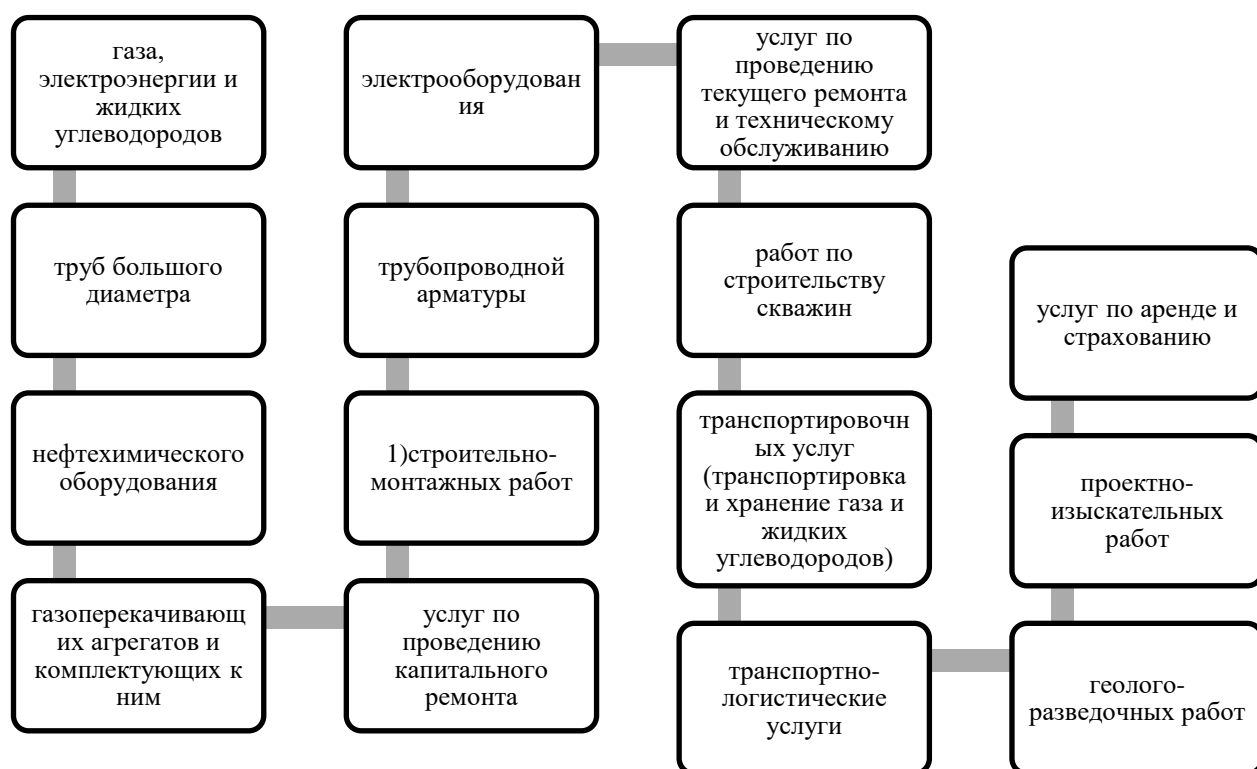 газа,
электроэнергии и
жидких
углеводородов
труб большого
диаметра
нефтехимического
оборудования
газоперекачивающ
их агрегатов и
комплектующих к
ним
услуг по
проведению
капитального
ремонта
1)строительно-
монтажных работ
трубопроводной
арматуры
электрооборудован
ия
услуг по
проведению
текущего ремонта
и техническому
обслуживанию
работ по
строительству
скважин
транспортировочн
ых услуг
(транспортировка
и хранение газа и
жидких
углеводородов)
транспортно-
логистические
услуги
геолого-
разведочных работ
проектно-
изыскательных
работ
услуг по аренде и
страхованию